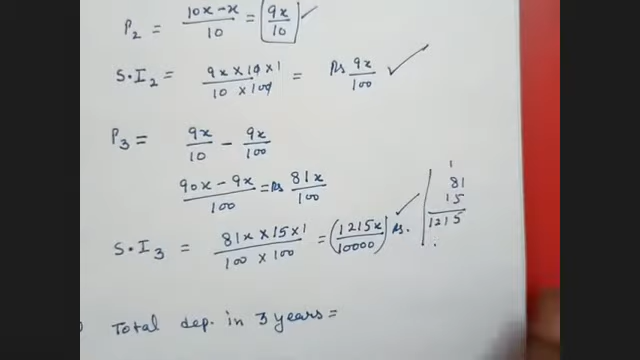 P2 = (10x-x)/10 = 9x/10
S.I2 = (9x × 10 × 1)/(10 × 100) = Rs 9x/100
P3 = 9x/10 - 9x/100
(90x-9x)/100 = Rs 81x/100
1
81
15
1215
S.I3 = (81x × 15 × 1)/(100 × 100) = (1215x/10000) Rs.
Total dep. in 3 years =